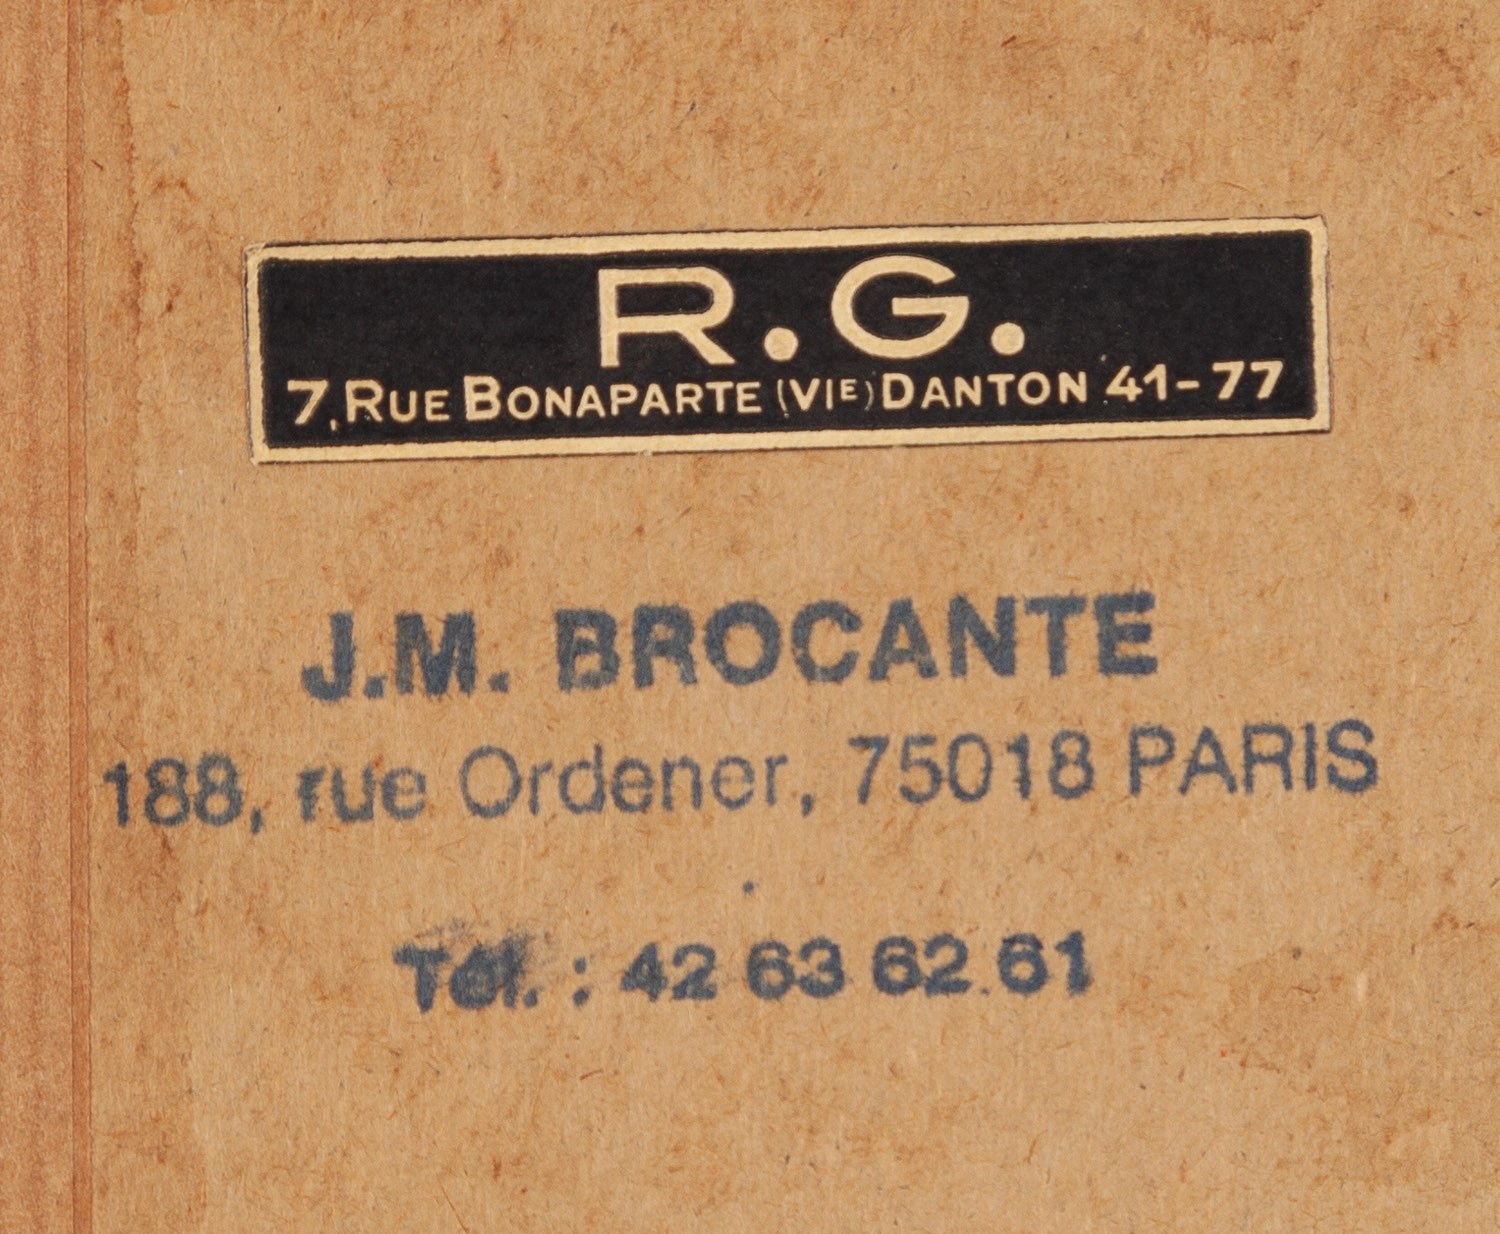 R.G.
7, RUE BONAPARTE (VIE) DANTON 41-77
J.M. BROCANTE
188, rue Ordener, 75018 PARIS
Tél. : 42 63 62 61